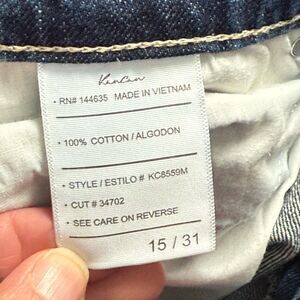 KanCan
• RN# 144635 MADE IN VIETNAM
• 100% COTTON / ALGODON
• STYLE / ESTILO # KC8559M
• CUT # 34702
• SEE CARE ON REVERSE
15 / 31